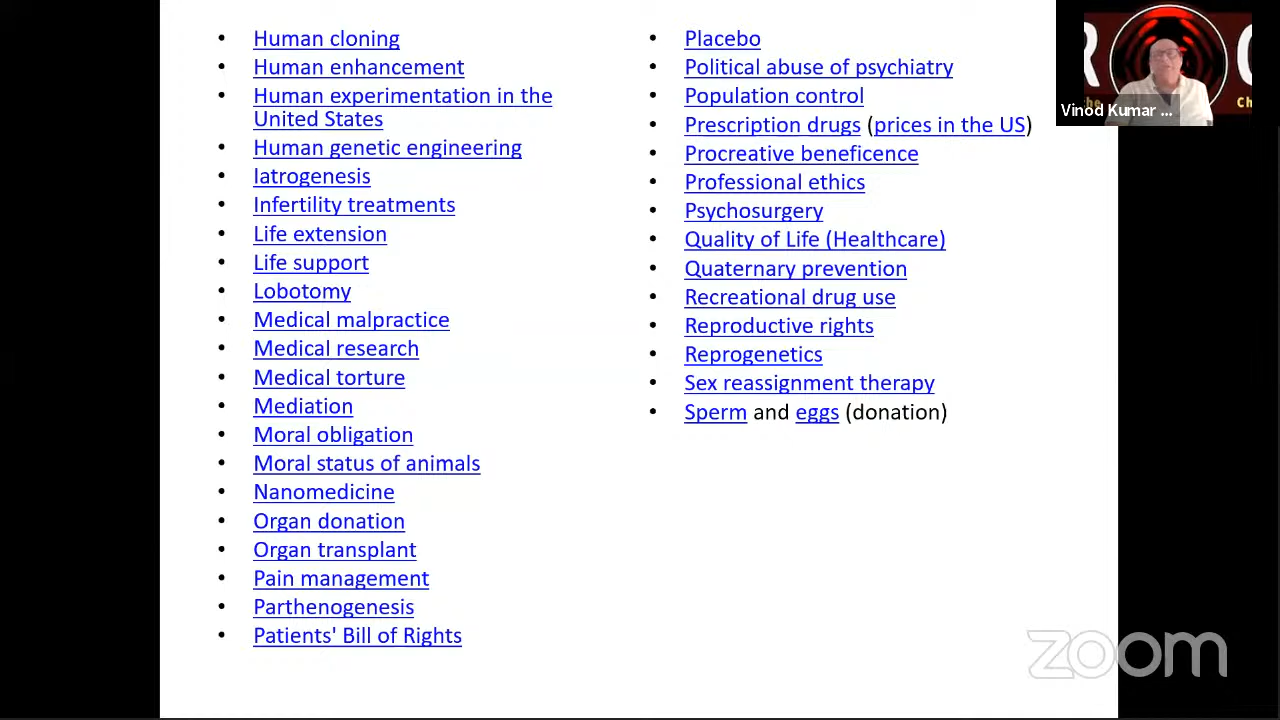 Human cloning
Human enhancement
Human experimentation in the
United States
Human genetic engineering
Iatrogenesis
Infertility treatments
Life extension
Life support
Lobotomy
Medical malpractice
Medical research
Medical torture
Mediation
Moral obligation
Moral status of animals
Nanomedicine
Organ donation
Organ transplant
Pain management
Parthenogenesis
Patients' Bill of Rights
Placebo
Political abuse of psychiatry
Population control
Prescription drugs (prices in the US)
Procreative beneficence
Professional ethics
Psychosurgery
Quality of Life (Healthcare)
Quaternary prevention
Recreational drug use
Reproductive rights
Reprogenetics
Sex reassignment therapy
Sperm and eggs (donation)
Vinod Kumar ...
zoom